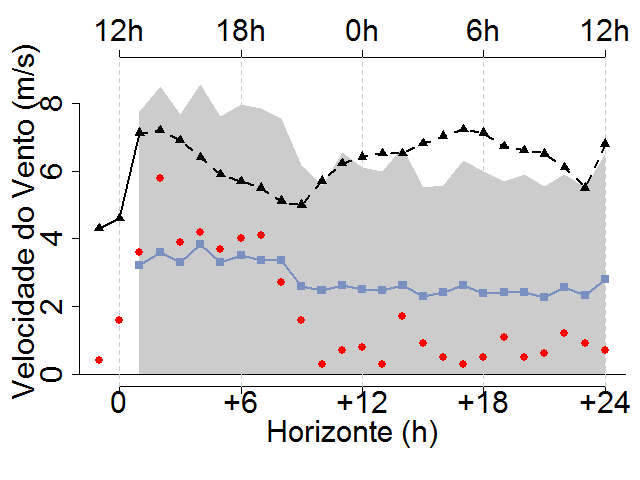 12h 18h 0h 6h 12h
Velocidade do Vento (m/s)
8
6
4
2
0
0 +6 +12 +18 +24
Horizonte (h)